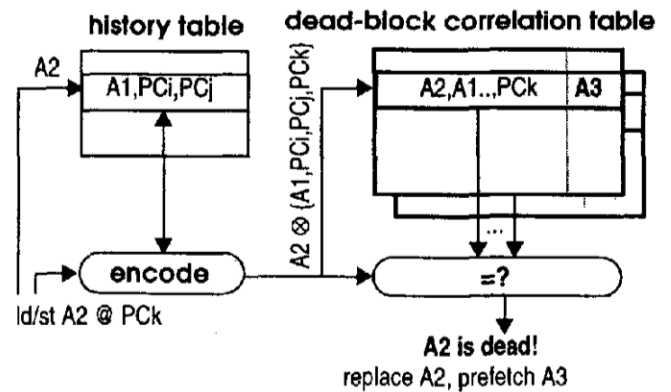 history table
dead-block correlation table
A2
A1,PCi,PCj
A2 ⊗ {A1,PCi,PCj,PCk}
A2,A1..,PCk
A3
...
encode
=?
ld/st A2 @ PCk
A2 is dead!
replace A2, prefetch A3